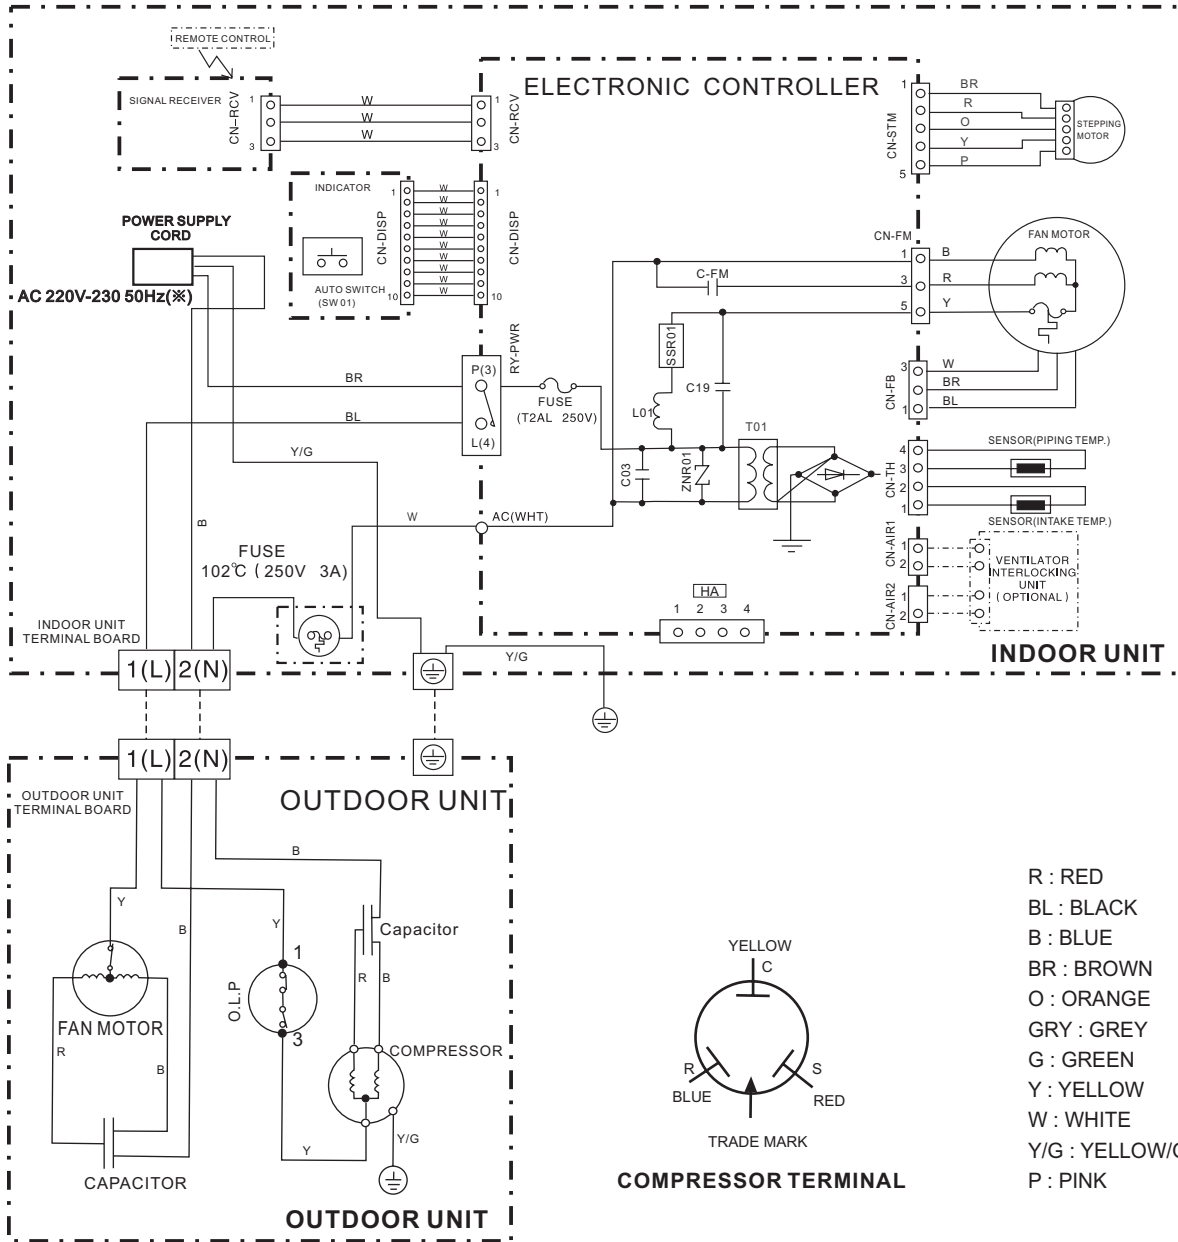 REMOTE CONTROL
SIGNAL RECEIVER
CN-RCV
1
3
W
W
W
1
3
CN-RCV
ELECTRONIC CONTROLLER
1
5
CN-STM
BR
R
O
Y
P
STEPPING
MOTOR
INDICATOR
AUTO SWITCH
(SW01)
CN-DISP
1
10
W
W
W
W
W
W
W
W
W
W
1
10
CN-DISP
POWER SUPPLY
CORD
AC 220V-230 50Hz(※)
CN-FM
1
3
5
B
R
Y
FAN MOTOR
C-FM
SSR01
L01
C19
RY-PWR
P(3)
L(4)
BR
BL
Y/G
FUSE
(T2AL 250V)
CN-FB
3
1
W
BR
BL
T01
C03
ZNR01
CN-TH
4
3
2
1
SENSOR(PIPING TEMP.)
SENSOR(INTAKE TEMP.)
B
W
AC(WHT)
FUSE
102℃ (250V 3A)
CN-AIR1
1
2
CN-AIR2
1
2
VENTILATOR
INTERLOCKING
UNIT
(OPTIONAL)
HA
1 2 3 4
INDOOR UNIT
TERMINAL BOARD
1(L) 2(N)
Y/G
INDOOR UNIT
1(L) 2(N)
OUTDOOR UNIT
TERMINAL BOARD
OUTDOOR UNIT
B
Y
B
Y
Capacitor
R
B
1
O.L.P
3
FAN MOTOR
R
B
COMPRESSOR
Y
Y/G
CAPACITOR
OUTDOOR UNIT
YELLOW
C
R
S
BLUE
RED
TRADE MARK
COMPRESSOR TERMINAL
R : RED
BL : BLACK
B : BLUE
BR : BROWN
O : ORANGE
GRY : GREY
G : GREEN
Y : YELLOW
W : WHITE
Y/G : YELLOW/
P : PINK